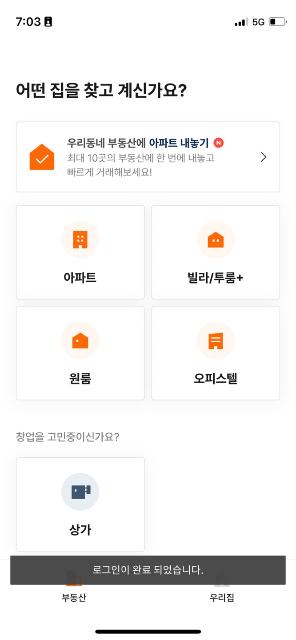 7:03
5G
어떤 집을 찾고 계신가요?
우리동네 부동산에 아파트 내놓기 N
최대 10곳의 부동산에 한 번에 내놓고
빠르게 거래해보세요!
아파트
빌라/투룸+
원룸
오피스텔
창업을 고민중이신가요?
상가
로그인이 완료 되었습니다.
부동산
우리집